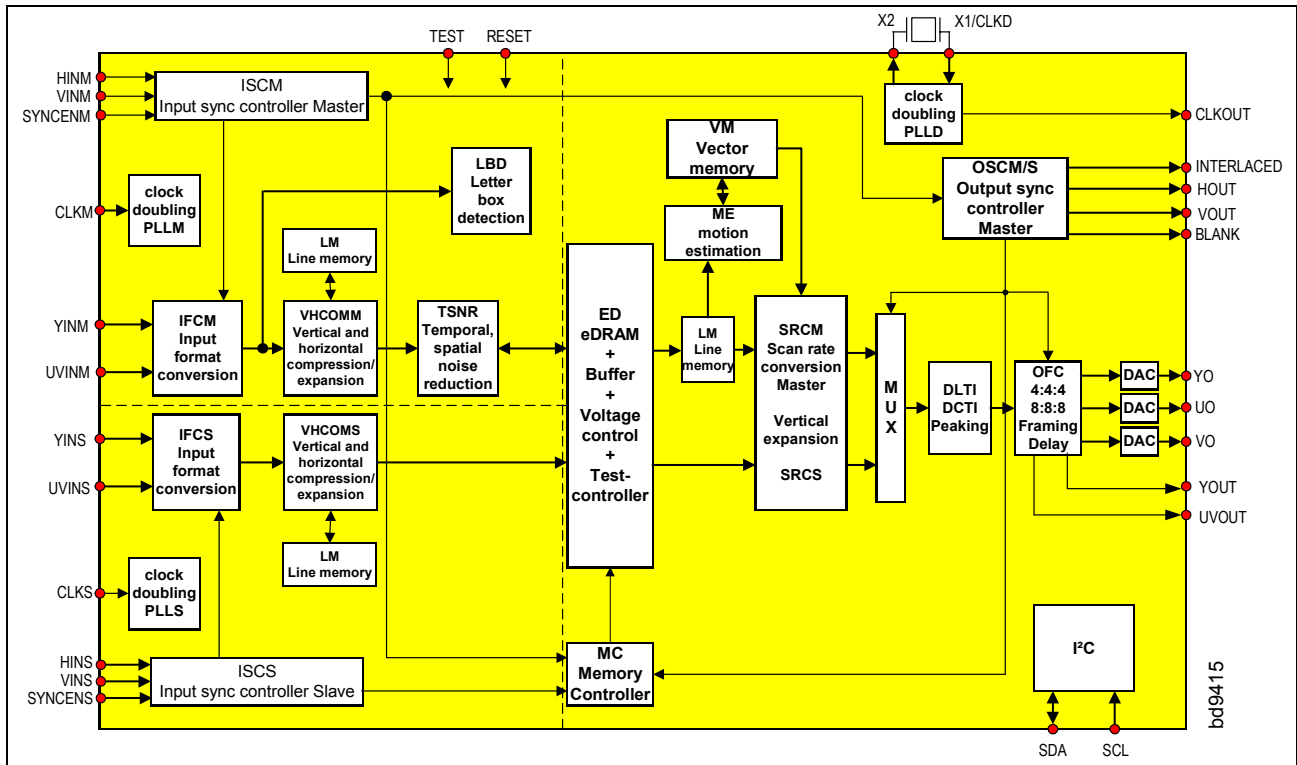 TEST
RESET
X2
X1/CLKD
HINM
VINM
SYNCENM
ISCM
Input sync controller Master
clock
doubling
PLLD
CLKOUT
CLKM
clock
doubling
PLLM
LBD
Letter
box
detection
VM
Vector
memory
ME
motion
estimation
OSCM/S
Output sync
controller
Master
INTERLACED
HOUT
VOUT
BLANK
LM
Line memory
YINM
UVINM
IFCM
Input
format
conversion
VHCOMM
Vertical and
horizontal
compression/
expansion
TSNR
Temporal,
spatial
noise
reduction
ED
eDRAM
+
Buffer
+
Voltage
control
+
Test-
controller
LM
Line
memory
SRCM
Scan rate
conversion
Master
Vertical
expansion
SRCS
M
U
X
DLTI
DCTI
Peaking
OFC
4:4:4
8:8:8
Framing
Delay
DAC
DAC
DAC
YO
UO
VO
YOUT
UVOUT
YINS
UVINS
IFCS
Input
format
conversion
VHCOMS
Vertical and
horizontal
compression/
expansion
LM
Line memory
CLKS
clock
doubling
PLLS
HINS
VINS
SYNCENS
ISCS
Input sync controller Slave
MC
Memory
Controller
I²C
SDA
SCL
bd9415